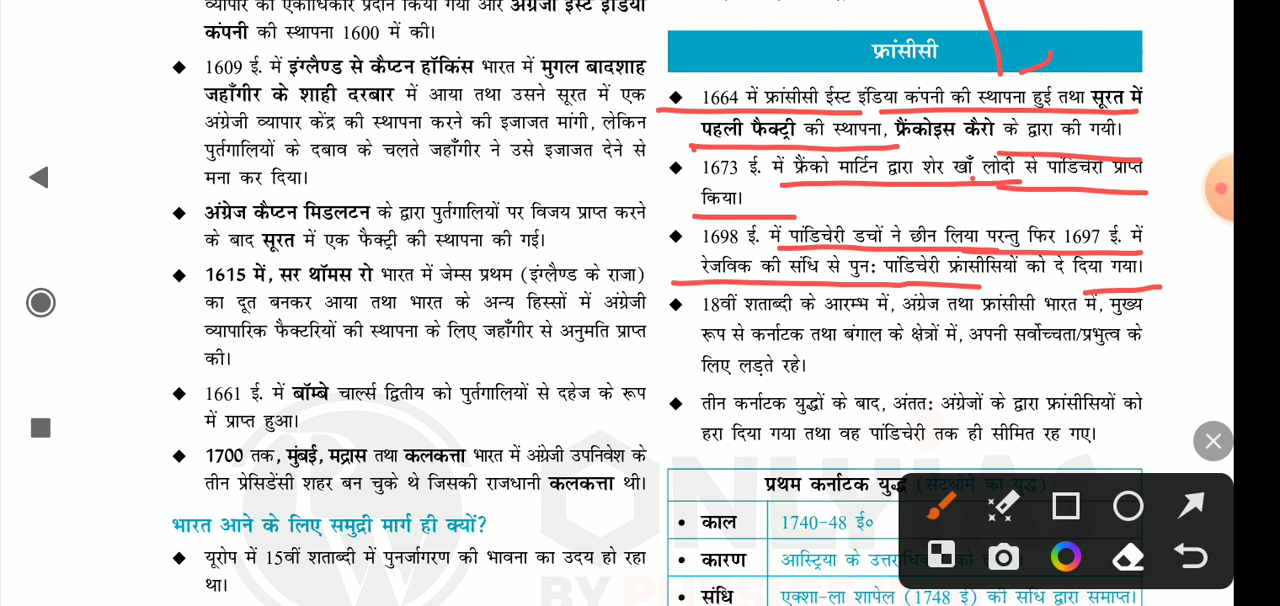 व्यापार का एकाधिकार प्रदान किया गया और अंग्रेजी ईस्ट इंडिया
कंपनी की स्थापना 1600 में की।
◆ 1609 ई. में इंग्लैण्ड से कैप्टन हॉकिंस भारत में मुगल बादशाह
जहाँगीर के शाही दरबार में आया तथा उसने सूरत में एक
अंग्रेजी व्यापार केंद्र की स्थापना करने की इजाजत मांगी, लेकिन
पुर्तगालियों के दबाव के चलते जहाँगीर ने उसे इजाजत देने से
मना कर दिया।
◆ अंग्रेज कैप्टन मिडलटन के द्वारा पुर्तगालियों पर विजय प्राप्त करने
के बाद सूरत में एक फैक्ट्री की स्थापना की गई।
◆ 1615 में, सर थॉमस रो भारत में जेम्स प्रथम (इंग्लैण्ड के राजा)
का दूत बनकर आया तथा भारत के अन्य हिस्सों में अंग्रेजी
व्यापारिक फैक्टरियों की स्थापना के लिए जहाँगीर से अनुमति प्राप्त
की।
◆ 1661 ई. में बॉम्बे चार्ल्स द्वितीय को पुर्तगालियों से दहेज के रूप
में प्राप्त हुआ।
◆ 1700 तक, मुंबई, मद्रास तथा कलकत्ता भारत में अंग्रेजी उपनिवेश के
तीन प्रेसिडेंसी शहर बन चुके थे जिसकी राजधानी कलकत्ता थी।
भारत आने के लिए समुद्री मार्ग ही क्यों?
◆ यूरोप में 15वीं शताब्दी में पुनर्जागरण की भावना का उदय हो रहा
था।
फ्रांसीसी
◆ 1664 में फ्रांसीसी ईस्ट इंडिया कंपनी की स्थापना हुई तथा सूरत में
पहली फैक्ट्री की स्थापना, फ्रैंकोइस कैरो के द्वारा की गयी।
◆ 1673 ई. में फ्रैंको मार्टिन द्वारा शेर खाँ लोदी से पांडिचेरी प्राप्त
किया।
◆ 1698 ई. में पांडिचेरी डचों ने छीन लिया परन्तु फिर 1697 ई. में
रेजविक की संधि से पुन: पांडिचेरी फ्रांसीसियों को दे दिया गया।
◆ 18वीं शताब्दी के आरम्भ में, अंग्रेज तथा फ्रांसीसी भारत में, मुख्य
रूप से कर्नाटक तथा बंगाल के क्षेत्रों में, अपनी सर्वोच्चता/प्रभुत्व के
लिए लड़ते रहे।
◆ तीन कर्नाटक युद्धों के बाद, अंतत: अंग्रेजों के द्वारा फ्रांसीसियों को
हरा दिया गया तथा वह पांडिचेरी तक ही सीमित रह गए।
प्रथम कर्नाटक युद्ध (सेंटथोमे का युद्ध)
• काल 1740-48 ई०
• कारण आस्ट्रिया के
• संधि एक्शा-ला शापेल (1748 ई) की संधि द्वारा समाप्त।
ONLYIAS
BY